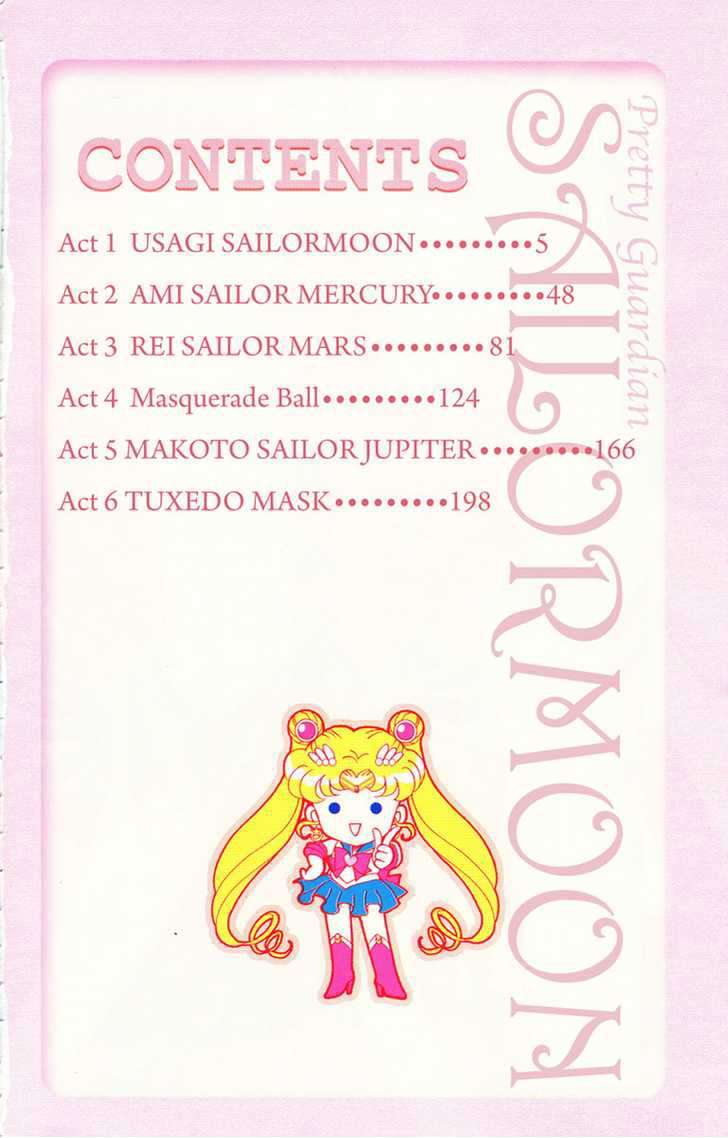 CONTENTS
Act 1 USAGI SAILORMOON•••••••••5
Act 2 AMI SAILOR MERCURY•••••••••48
Act 3 REI SAILOR MARS••••••••• 81
Act 4 Masquerade Ball•••••••••124
Act 5 MAKOTO SAILOR JUPITER•••••••••166
Act 6 TUXEDO MASK•••••••••198
Pretty Guardian
SAILORMOON